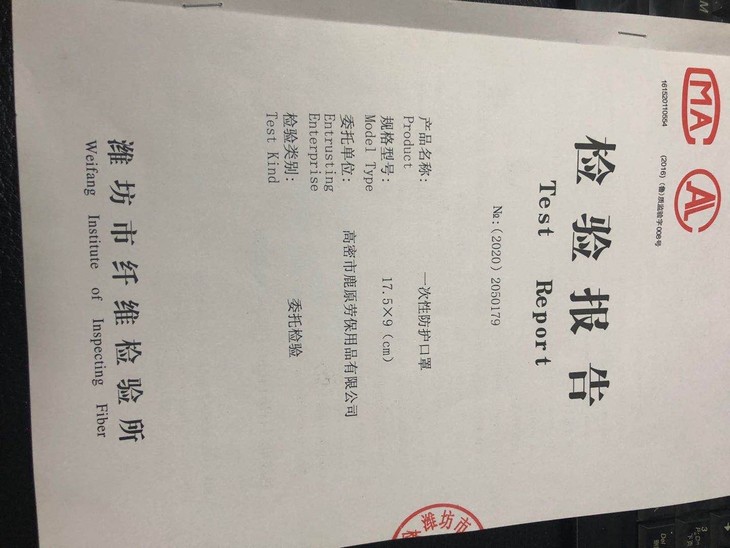 MA
AL
161520110554
(2016)(鲁)质监验字008号
检验报告
Test Report
№:(2020)2050179
产品名称: 一次性防护口罩
Product
规格型号: 17.5×9(cm)
Model Type
委托单位: 高密市鹿原劳保用品有限公司
Entrusting
Enterprise
检验类别: 委托检验
Test Kind
潍坊市纤维检验所
Weifang Institute of Inspecting Fiber
潍坊市